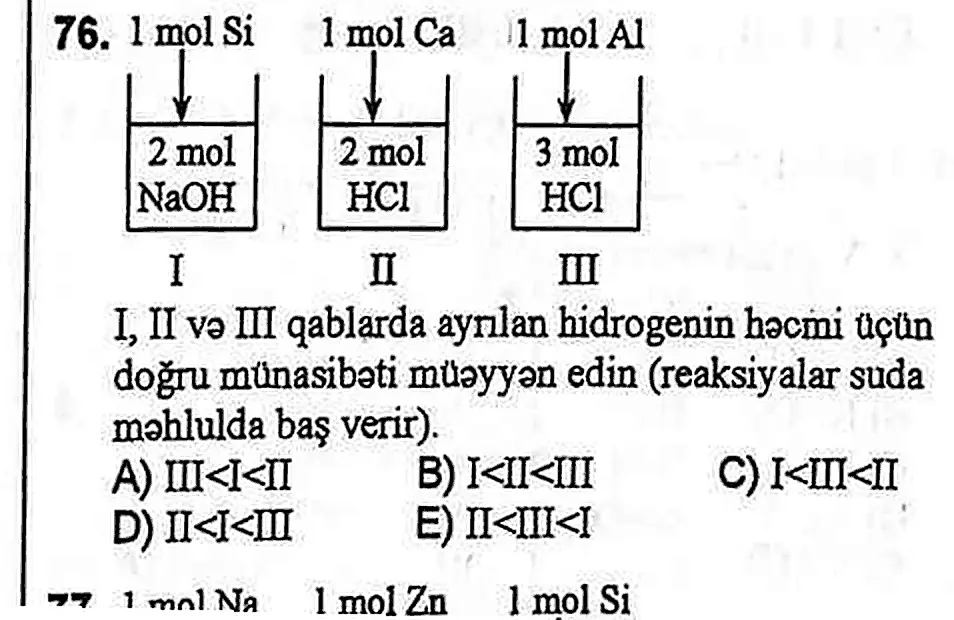 76. 1 mol Si 1 mol Ca 1 mol Al
2 mol NaOH
2 mol HCl
3 mol HCl
I II III
I, II və III qablarda ayrılan hidrogenin həcmi üçün
doğru münasibəti müəyyən edin (reaksiyalar suda
məhlulda baş verir).
A) III<I<II B) I<II<III C) I<III<II
D) II<I<III E) II<III<I
77 1 mol Na 1 mol Zn 1 mol Si